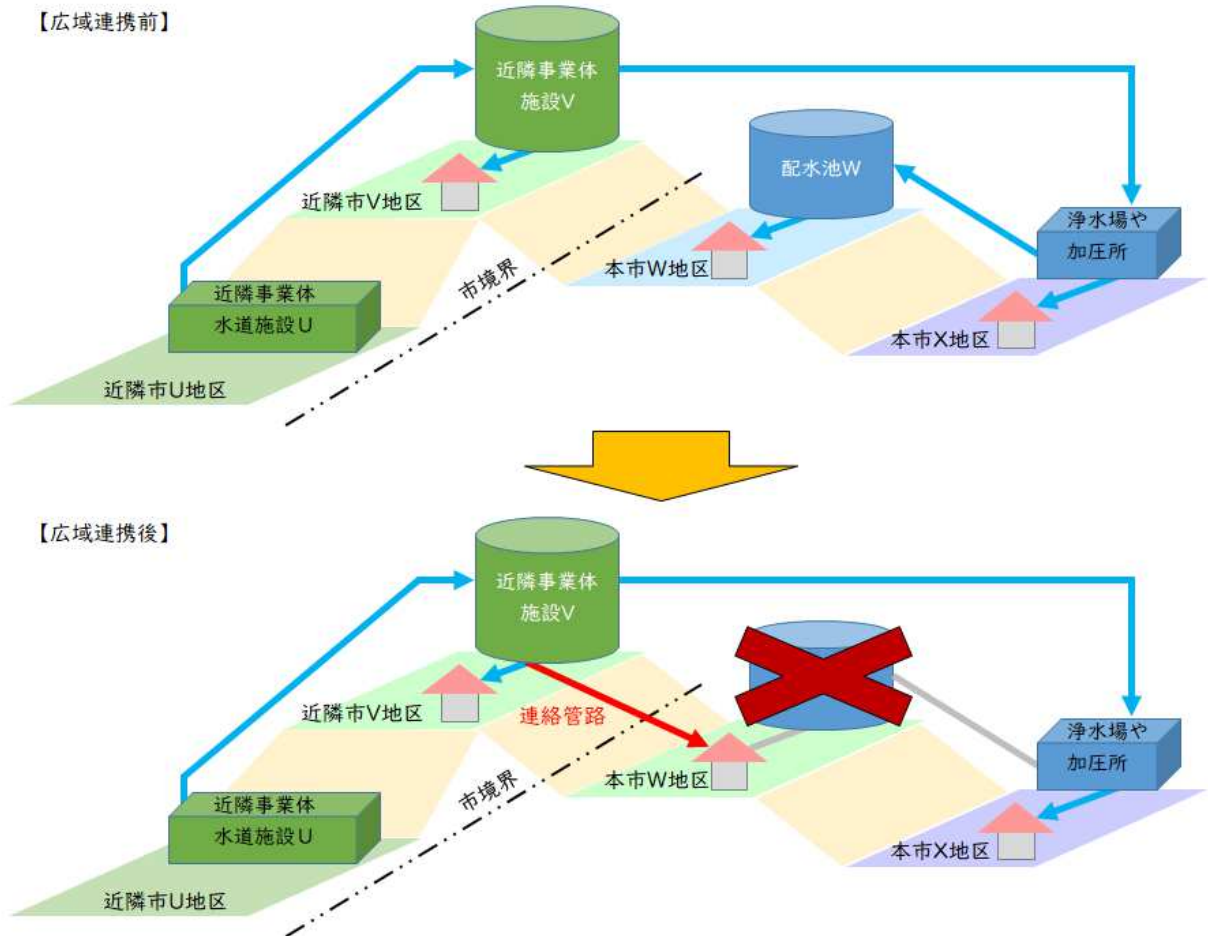 【広域連携前】
近隣事業体
施設V
配水池W
近隣市V地区
浄水場や
加圧所
本市W地区
市境界
近隣事業体
水道施設U
本市X地区
近隣市U地区
【広域連携後】
近隣事業体
施設V
近隣市V地区
連絡管路
浄水場や
加圧所
本市W地区
市境界
近隣事業体
水道施設U
本市X地区
近隣市U地区